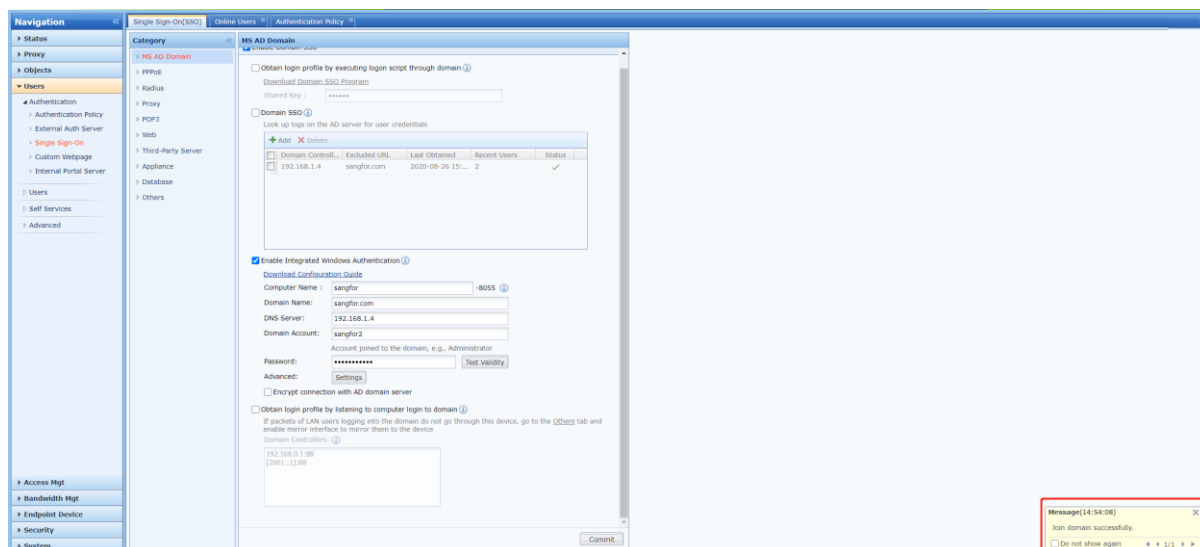 Navigation
Status
Proxy
Objects
Users
Authentication
Authentication Policy
External Auth Server
Single Sign-On
Custom Webpage
Internal Portal Server
Users
Self Services
Advanced
Access Mgt
Bandwidth Mgt
Endpoint Device
Security
System
Single Sign-On(SSO) Online Users Authentication Policy
Category
MS AD Domain
PPPoE
Radius
Proxy
POP3
Web
Third-Party Server
Appliance
Database
Others
MS AD Domain
Enable Domain SSO
Obtain login profile by executing logon script through domain
Download Domain SSO Program
Shared Key : ••••••
Domain SSO
Look up logs on the AD server for user credentials
Add Delete
Domain Controll... Excluded URL Last Obtained Recent Users Status
192.168.1.4 sangfor.com 2020-08-26 15:... 2
Enable Integrated Windows Authentication
Download Configuration Guide
Computer Name : sangfor -8055
Domain Name: sangfor.com
DNS Server: 192.168.1.4
Domain Account: sangfor2
Account joined to the domain, e.g., Administrator
Password: ••••••••••• Test Validity
Advanced: Settings
Encrypt connection with AD domain server
Obtain login profile by listening to computer login to domain
If packets of LAN users logging into the domain do not go through this device, go to the Others tab and
enable mirror interface to mirror them to the device
Domain Controllers:
192.168.0.1:88
[2001::1]:88
Commit
Message(14:54:08)
Join domain successfully.
Do not show again 1/1